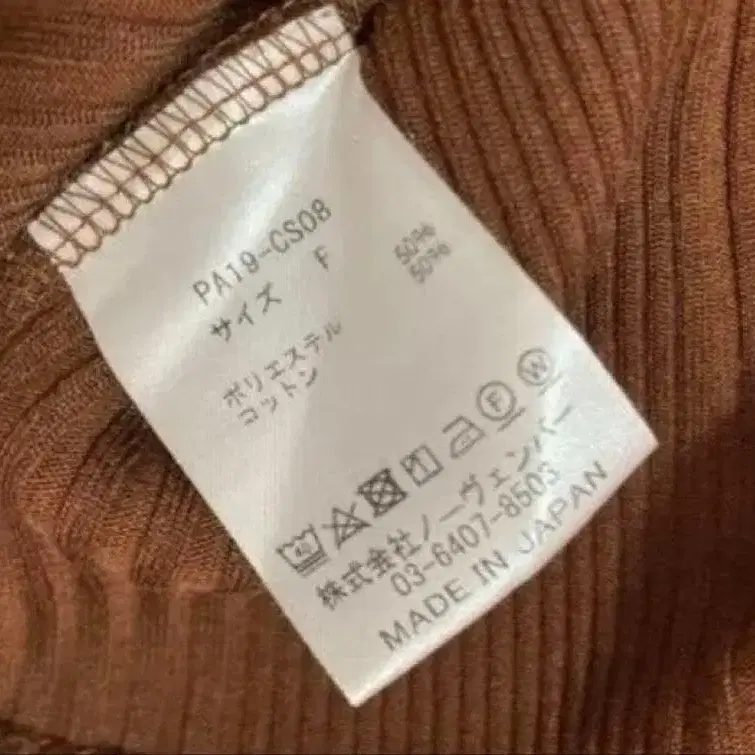 PA19-CS08
サイズ F
ポリエステル 50%
コットン 50%
株式会社ノーヴェンバー
03-6407-8503
MADE IN JAPAN